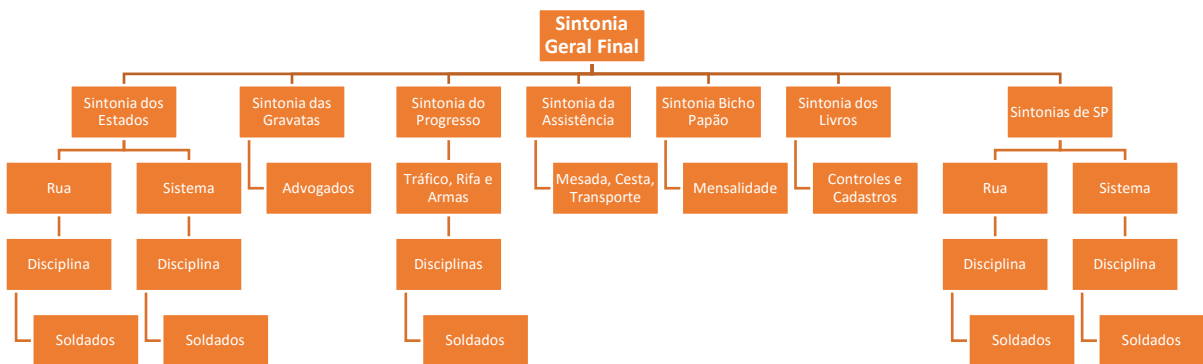 Sintonia
Geral Final
Sintonia dos
Estados
Sintonia das
Gravatas
Sintonia do
Progresso
Sintonia da
Assistência
Sintonia Bicho
Papão
Sintonia dos
Livros
Sintonias de SP
Rua
Sistema
Advogados
Tráfico, Rifa e
Armas
Mesada, Cesta,
Transporte
Mensalidade
Controles e
Cadastros
Rua
Sistema
Disciplina
Disciplina
Disciplinas
Disciplina
Disciplina
Soldados
Soldados
Soldados
Soldados
Soldados